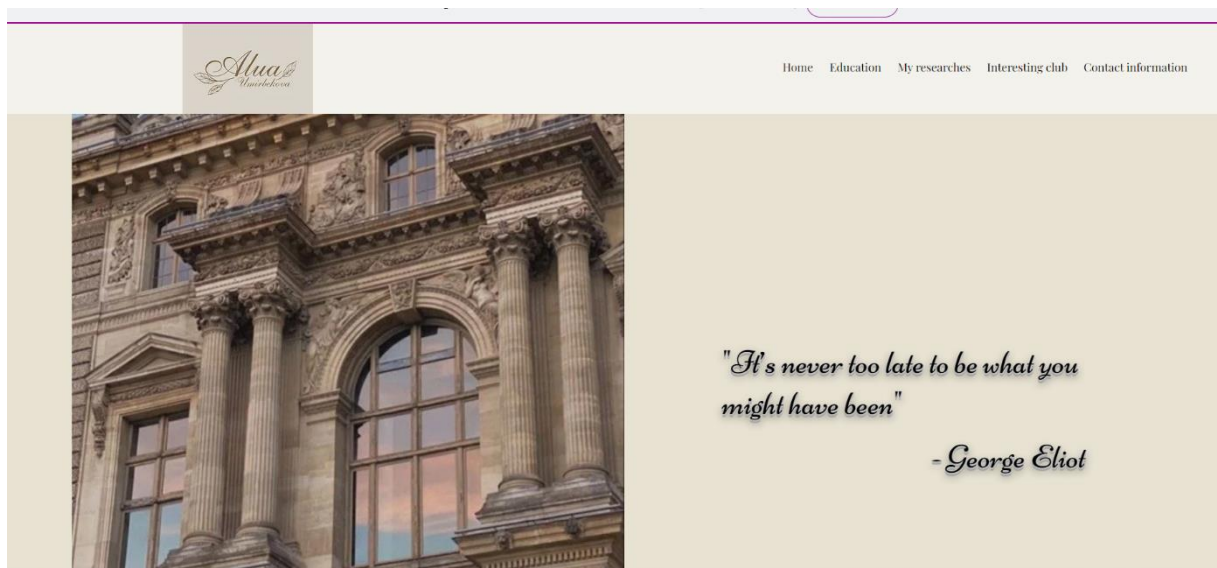 Alua
Umirbekova
Home Education My researches Interesting club Contact information
"It's never too late to be what you
might have been"
- George Eliot